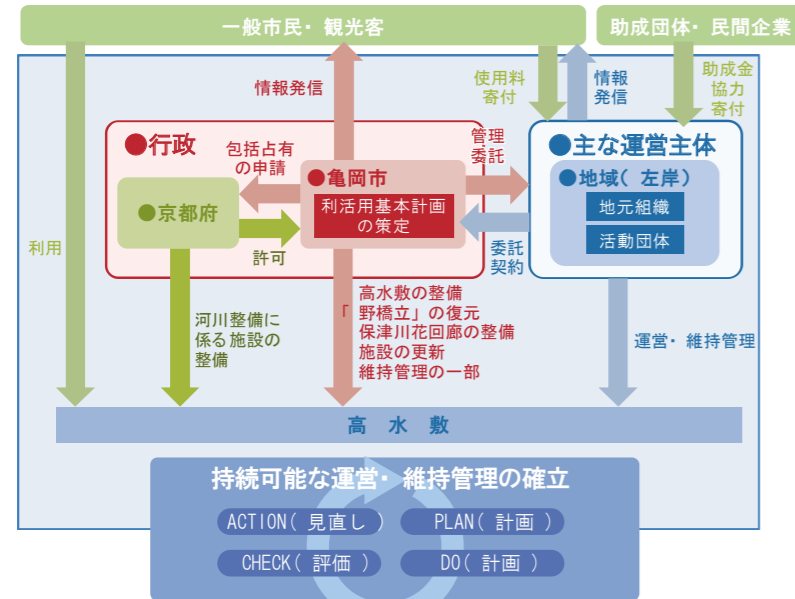 一般市民・観光客
助成団体・民間企業
情報発信
使用料
寄付
情報
発信
助成金
協力
寄付
●行政
包括占有
の申請
管理
委託
●主な運営主体
●亀岡市
利活用基本計画
の策定
●地域( 左岸)
地元組織
活動団体
●京都府
許可
委託
契約
利用
河川整備に
係る施設の
整備
高水敷の整備
「野橋立」の復元
保津川花回廊の整備
施設の更新
維持管理の一部
運営・維持管理
高 水 敷
持続可能な運営・維持管理の確立
ACTION( 見直し )
PLAN( 計画 )
CHECK( 評価 )
DO( 計画 )